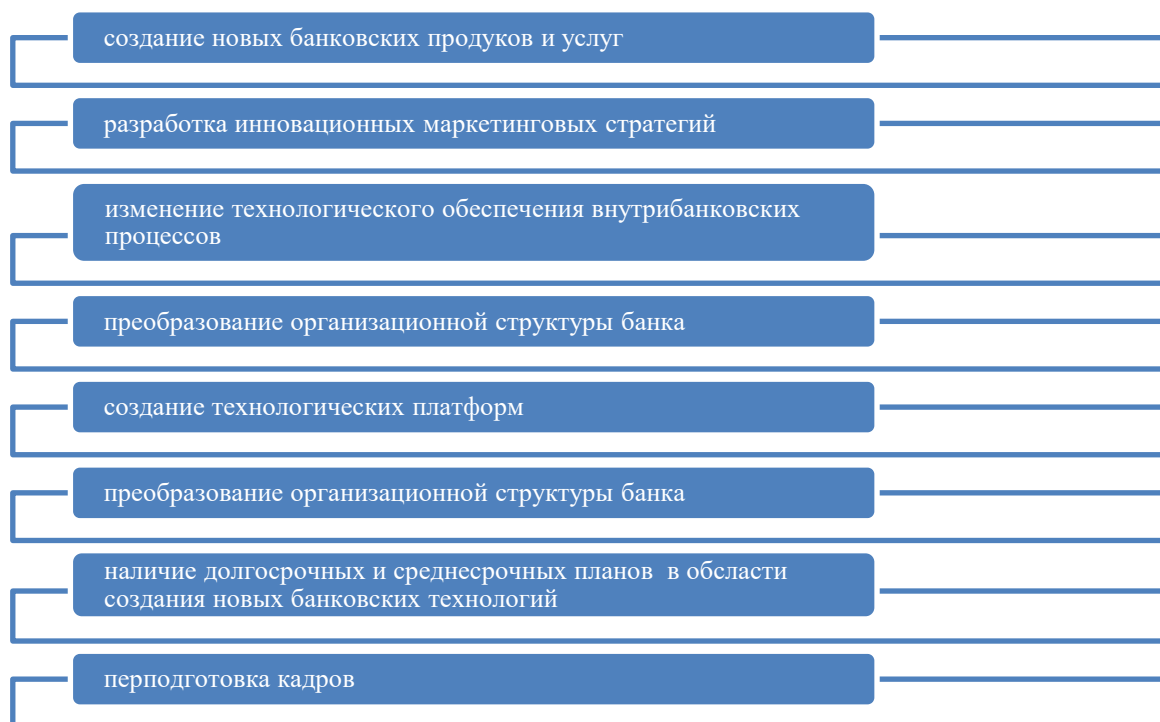 создание новых банковских продуков и услуг
разработка инновационных маркетинговых стратегий
изменение технологического обеспечения внутрибанковских
процессов
преобразование организационной структуры банка
создание технологических платформ
преобразование организационной структуры банка
наличие долгосрочных и среднесрочных планов  в обсласти
создания новых банковских технологий
перподготовка кадров